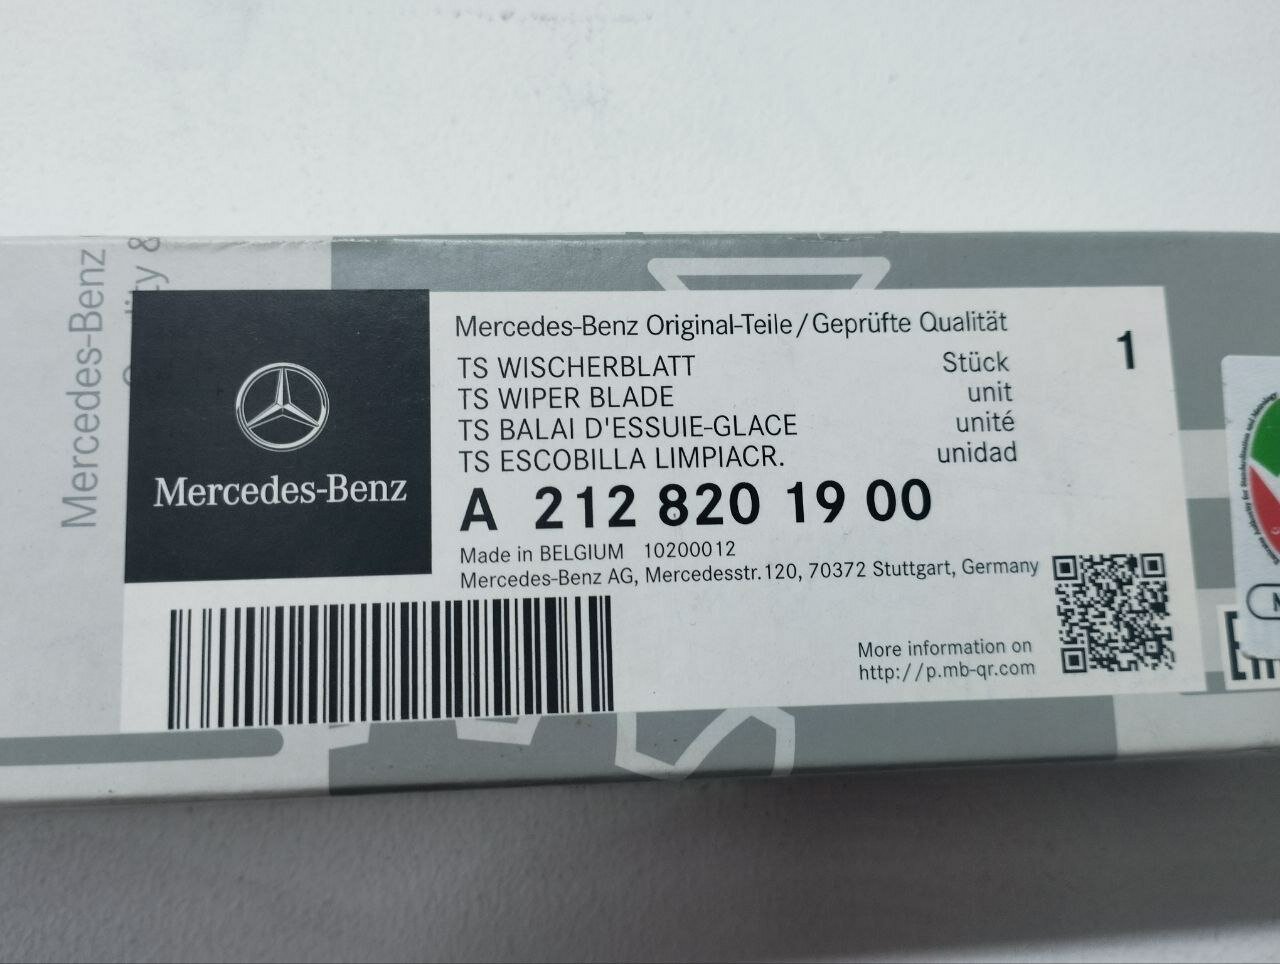 Mercedes-Benz
Mercedes-Benz
Mercedes-Benz Original-Teile/Geprüfte Qualität
TS WISCHERBLATT Stück 1
TS WIPER BLADE unit
TS BALAI D'ESSUIE-GLACE unité
TS ESCOBILLA LIMPIACR. unidad
A 212 820 19 00
Made in BELGIUM 10200012
Mercedes-Benz AG, Mercedesstr.120, 70372 Stuttgart, Germany
More information on
http://p.mb-qr.com